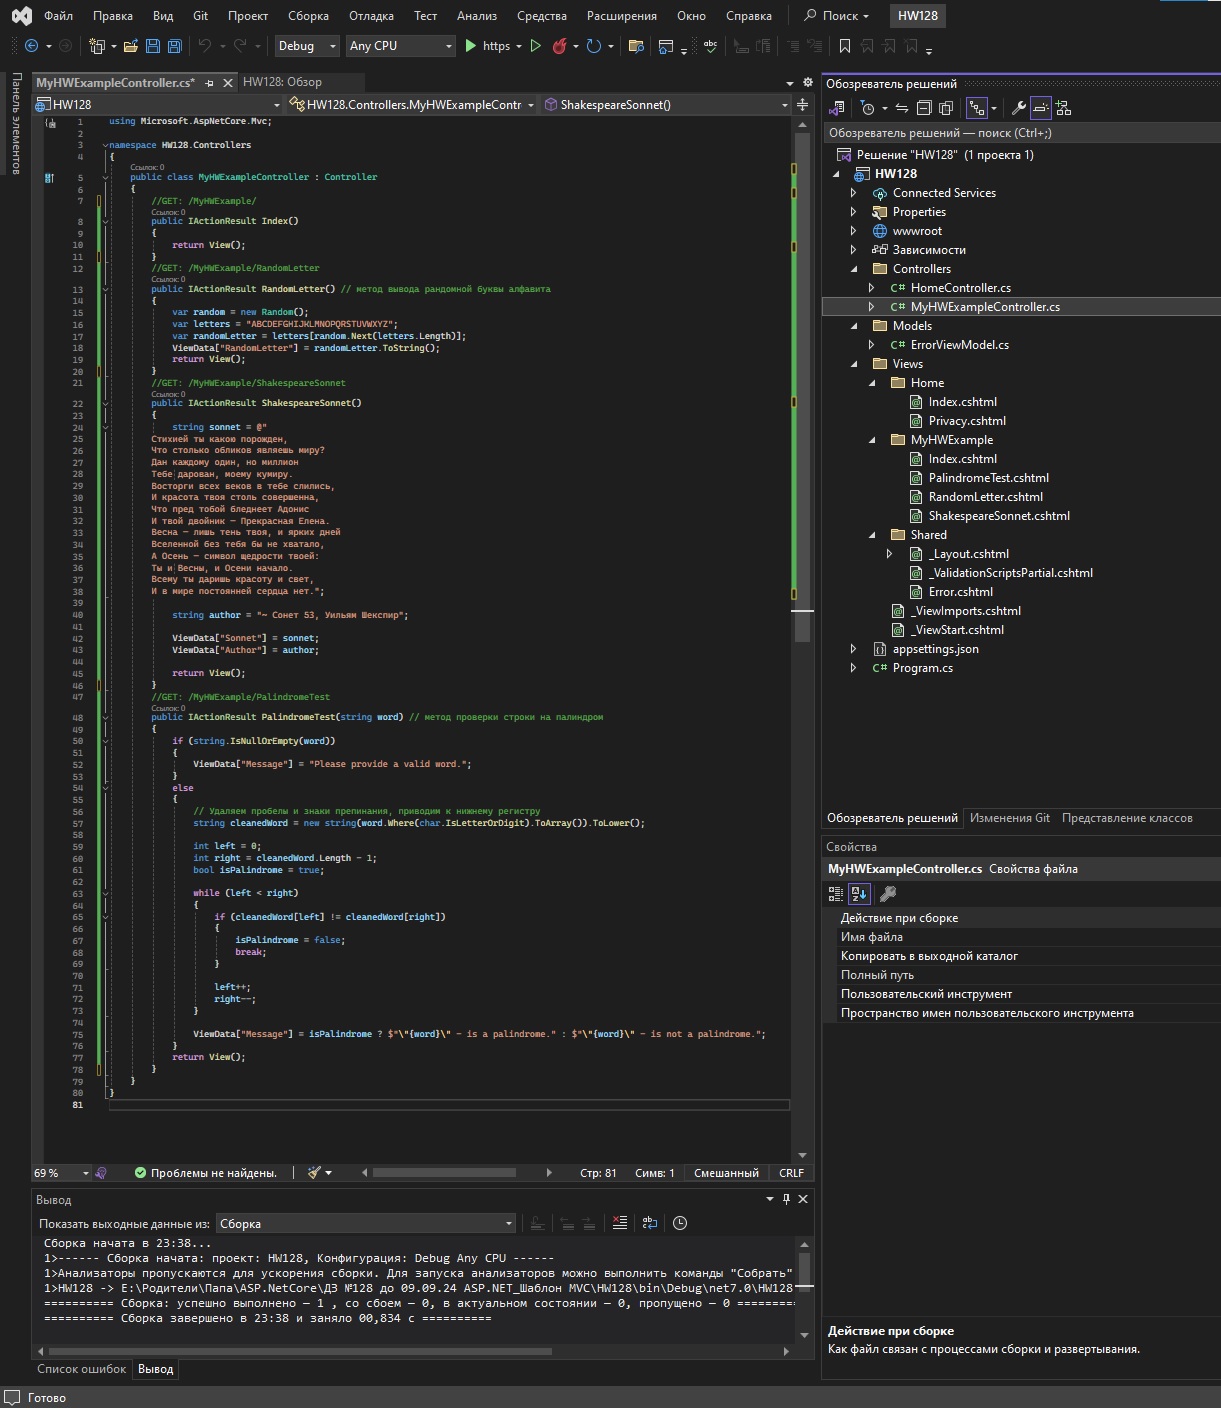 Файл Правка Вид Git Проект Сборка Отладка Тест Анализ Средства Расширения Окно Справка Поиск HW128
Debug Any CPU https
Панель элементов
MyHWExampleController.cs* HW128: Обзор
HW128 HW128.Controllers.MyHWExampleContr ShakespeareSonnet()
1 using Microsoft.AspNetCore.Mvc;
2
3 namespace HW128.Controllers
4 {
Ссылок: 0
5 public class MyHWExampleController : Controller
6 {
7 //GET: /MyHWExample/
Ссылок: 0
8 public IActionResult Index()
9 {
10 return View();
11 }
12 //GET: /MyHWExample/RandomLetter
Ссылок: 0
13 public IActionResult RandomLetter() // метод вывода рандомной буквы алфавита
14 {
15 var random = new Random();
16 var letters = "ABCDEFGHIJKLMNOPQRSTUVWXYZ";
17 var randomLetter = letters[random.Next(letters.Length)];
18 ViewData["RandomLetter"] = randomLetter.ToString();
19 return View();
20 }
21 //GET: /MyHWExample/ShakespeareSonnet
Ссылок: 0
22 public IActionResult ShakespeareSonnet()
23 {
24 string sonnet = @"
25 Стихией ты какою порожден,
26 Что столько обликов являешь миру?
27 Дан каждому один, но миллион
28 Тебе дарован, моему кумиру.
29 Восторги всех веков в тебе слились,
30 И красота твоя столь совершенна,
31 Что пред тобой бледнеет Адонис
32 И твой двойник — Прекрасная Елена.
33 Весна — лишь тень твоя, и ярких дней
34 Вселенной без тебя бы не хватало,
35 А Осень — символ щедрости твоей:
36 Ты и Весны, и Осени начало.
37 Всему ты даришь красоту и свет,
38 И в мире постоянней сердца нет.";
39
40 string author = "~ Сонет 53, Уильям Шекспир";
41
42 ViewData["Sonnet"] = sonnet;
43 ViewData["Author"] = author;
44
45 return View();
46 }
47 //GET: /MyHWExample/PalindromeTest
Ссылок: 0
48 public IActionResult PalindromeTest(string word) // метод проверки строки на палиндром
49 {
50 if (string.IsNullOrEmpty(word))
51 {
52 ViewData["Message"] = "Please provide a valid word.";
53 }
54 else
55 {
56 // Удаляем пробелы и знаки препинания, приводим к нижнему регистру
57 string cleanedWord = new string(word.Where(char.IsLetterOrDigit).ToArray()).ToLower();
58
59 int left = 0;
60 int right = cleanedWord.Length - 1;
61 bool isPalindrome = true;
62
63 while (left < right)
64 {
65 if (cleanedWord[left] != cleanedWord[right])
66 {
67 isPalindrome = false;
68 break;
69 }
70
71 left++;
72 right--;
73 }
74
75 ViewData["Message"] = isPalindrome ? $"\"{word}\" - is a palindrome." : $"\"{word}\" - is not a palindrome.";
76 }
77 return View();
78 }
79 }
80 }
81
69 % Проблемы не найдены. Стр: 81 Симв: 1 Смешанный CRLF
Вывод
Показать выходные данные из: Сборка
Сборка начата в 23:38...
1>------ Сборка начата: проект: HW128, Конфигурация: Debug Any CPU ------
1>Анализаторы пропускаются для ускорения сборки. Для запуска анализаторов можно выполнить команды "Собрать"
1>HW128 -> E:\Родители\Папа\ASP.NetCore\ДЗ №128 до 09.09.24 ASP.NET_Шаблон MVC\HW128\bin\Debug\net7.0\HW128
========== Сборка: успешно выполнено — 1 , со сбоем — 0, в актуальном состоянии — 0, пропущено — 0 ==========
========== Сборка завершено в 23:38 и заняло 00,834 с ==========
Список ошибок Вывод
Готово
Обозреватель решений
Обозреватель решений — поиск (Ctrl+;)
Решение "HW128" (1 проекта 1)
HW128
Connected Services
Properties
wwwroot
Зависимости
Controllers
C# HomeController.cs
C# MyHWExampleController.cs
Models
C# ErrorViewModel.cs
Views
Home
Index.cshtml
Privacy.cshtml
MyHWExample
Index.cshtml
PalindromeTest.cshtml
RandomLetter.cshtml
ShakespeareSonnet.cshtml
Shared
_Layout.cshtml
_ValidationScriptsPartial.cshtml
Error.cshtml
_ViewImports.cshtml
_ViewStart.cshtml
appsettings.json
C# Program.cs
Обозреватель решений Изменения Git Представление классов
Свойства
MyHWExampleController.cs Свойства файла
Действие при сборке
Имя файла
Копировать в выходной каталог
Полный путь
Пользовательский инструмент
Пространство имен пользовательского инструмента
Действие при сборке
Как файл связан с процессами сборки и развертывания.